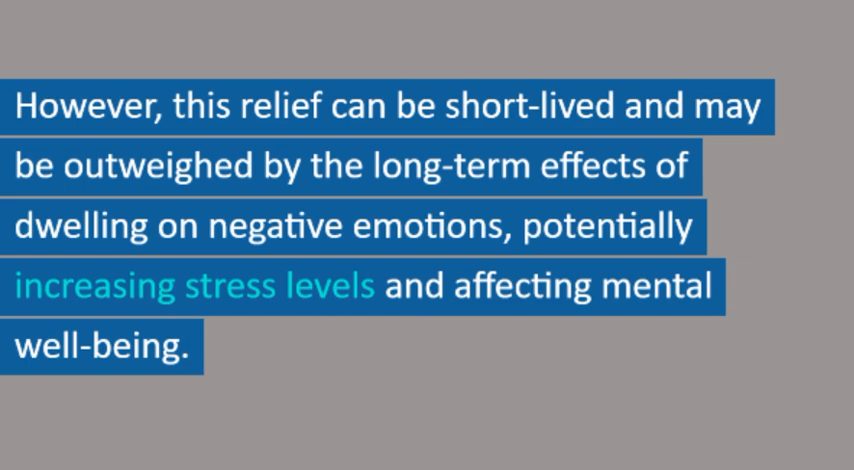 However, this relief can be short-lived and may
be outweighed by the long-term effects of
dwelling on negative emotions, potentially
increasing stress levels and affecting mental
well-being.